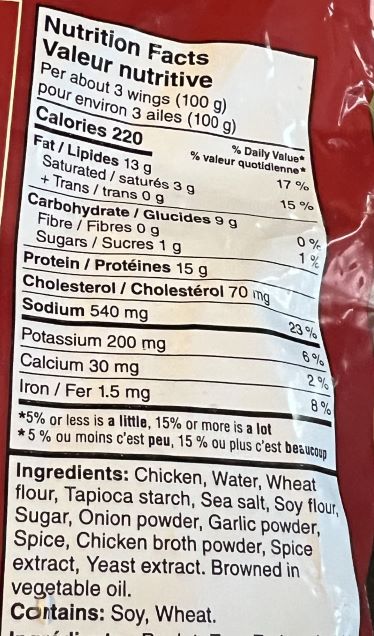 Nutrition Facts
Valeur nutritive
Per about 3 wings (100 g)
pour environ 3 ailes (100 g)
Calories 220
% Daily Value*
% valeur quotidienne*
Fat / Lipides 13 g 17 %
Saturated / saturés 3 g
+ Trans / trans 0 g 15 %
Carbohydrate / Glucides 9 g
Fibre / Fibres 0 g 0 %
Sugars / Sucres 1 g 1 %
Protein / Protéines 15 g
Cholesterol / Cholestérol 70 mg
Sodium 540 mg 23 %
Potassium 200 mg 6 %
Calcium 30 mg 2 %
Iron / Fer 1.5 mg 8 %
*5% or less is a little, 15% or more is a lot
*5 % ou moins c'est peu, 15 % ou plus c'est beaucoup
Ingredients: Chicken, Water, Wheat
flour, Tapioca starch, Sea salt, Soy flour,
Sugar, Onion powder, Garlic powder,
Spice, Chicken broth powder, Spice
extract, Yeast extract. Browned in
vegetable oil.
Contains: Soy, Wheat.